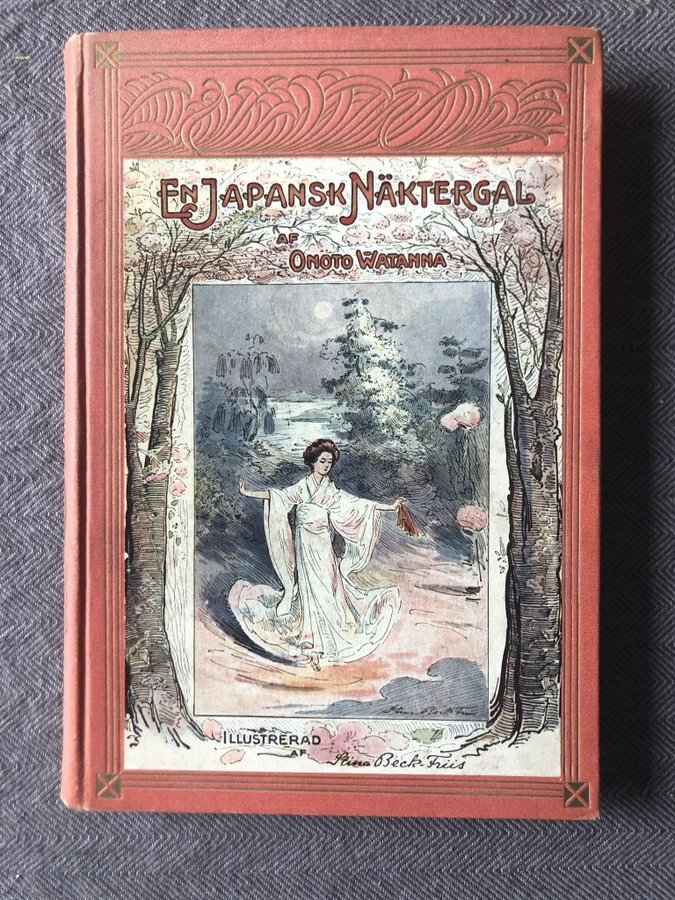 En Japansk Näktergal
af
Onoto Watanna
Illustrerad
af
Stina Beck-Friis